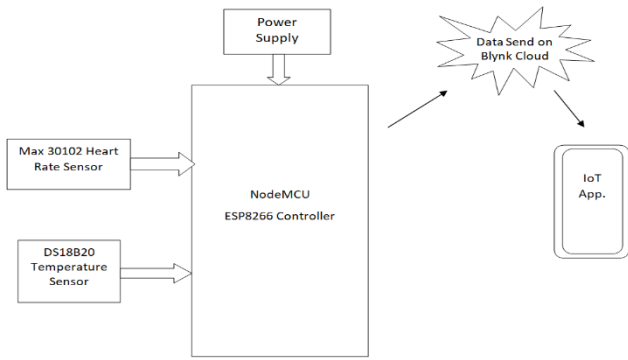 Power
Supply
Data Send on
Blynk Cloud
Max 30102 Heart
Rate Sensor
NodeMCU
ESP8266 Controller
IoT
App.
DS18B20
Temperature
Sensor